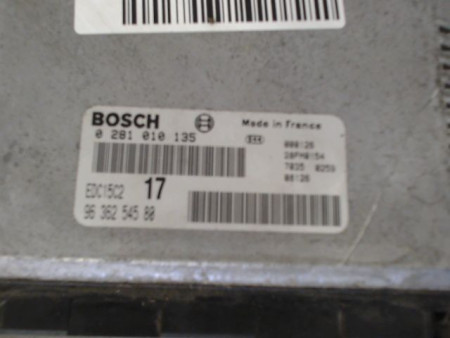 BOSCH
Made in France
0 281 010 135
EDC15C2 17
96 362 545 80